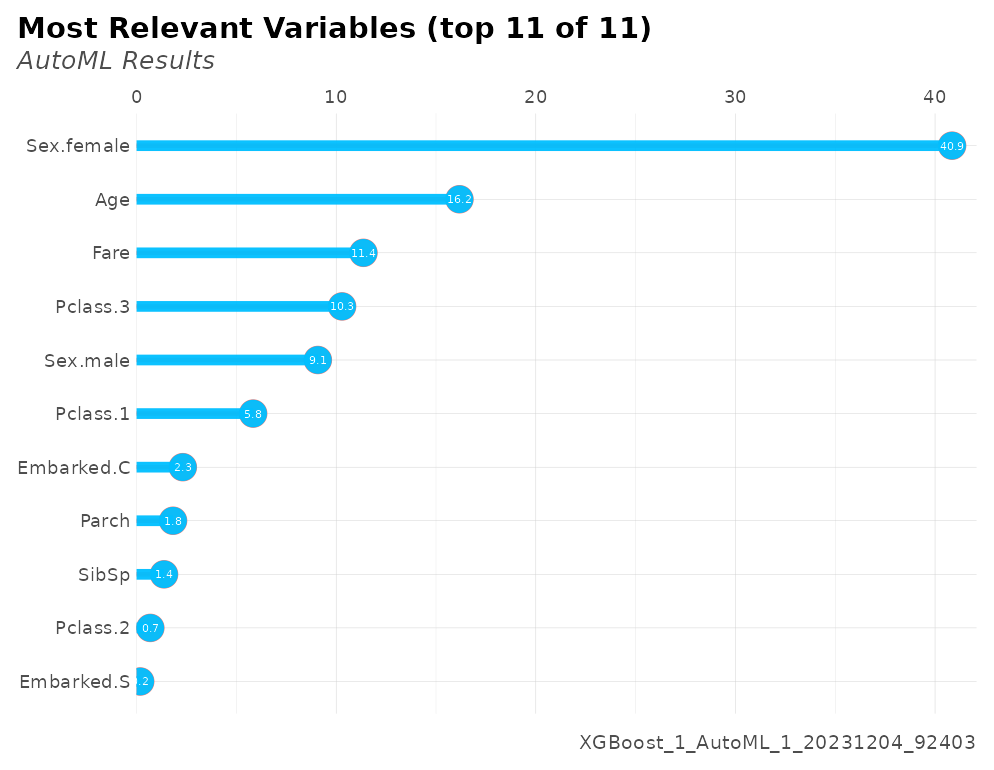 Most Relevant Variables (top 11 of 11)
AutoML Results
0 10 20 30 40
Sex.female 40.9
Age 16.2
Fare 11.4
Pclass.3 10.3
Sex.male 9.1
Pclass.1 5.8
Embarked.C 2.3
Parch 1.8
SibSp 1.4
Pclass.2 0.7
Embarked.S .2
XGBoost_1_AutoML_1_20231204_92403